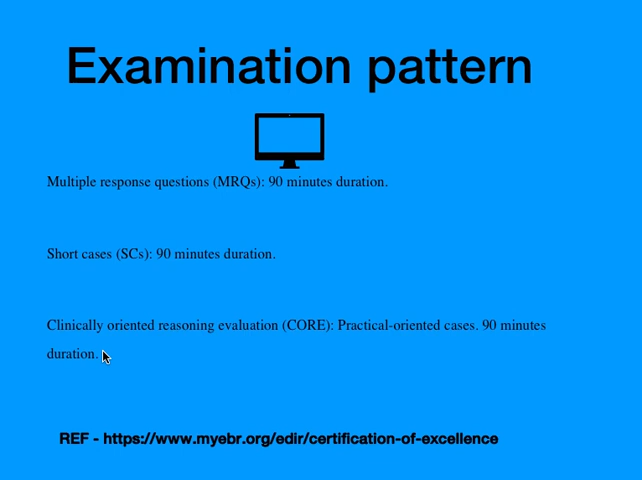 Examination pattern
Multiple response questions (MRQs): 90 minutes duration.
Short cases (SCs): 90 minutes duration.
Clinically oriented reasoning evaluation (CORE): Practical-oriented cases. 90 minutes
duration.
REF - https://www.myebr.org/edir/certification-of-excellence